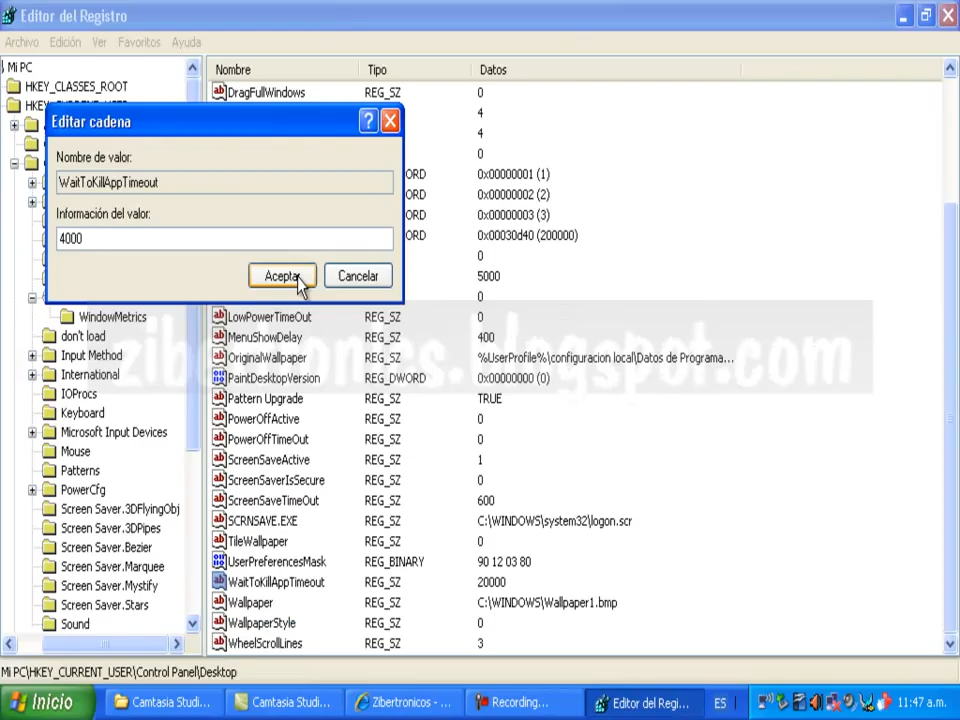 Editor del Registro
Archivo Edición Ver Favoritos Ayuda
Mi PC
HKEY_CLASSES_ROOT
Nombre Tipo Datos
DragFullWindows REG_SZ 0
4
4
0
ORD 0x00000001 (1)
ORD 0x00000002 (2)
ORD 0x00000003 (3)
ORD 0x00030d40 (200000)
0
5000
0
Editar cadena
Nombre de valor:
WaitToKillAppTimeout
Información del valor:
4000
Aceptar Cancelar
WindowMetrics
don't load
Input Method
International
IOProcs
Keyboard
Microsoft Input Devices
Mouse
Patterns
PowerCfg
Screen Saver.3DFlyingObj
Screen Saver.3DPipes
Screen Saver.Bezier
Screen Saver.Marquee
Screen Saver.Mystify
Screen Saver.Stars
Sound
LowPowerTimeOut REG_SZ 0
MenuShowDelay REG_SZ 400
OriginalWallpaper REG_SZ %UserProfile%\configuracion local\Datos de Programa...
PaintDesktopVersion REG_DWORD 0x00000000 (0)
Pattern Upgrade REG_SZ TRUE
PowerOffActive REG_SZ 0
PowerOffTimeOut REG_SZ 0
ScreenSaveActive REG_SZ 1
ScreenSaverIsSecure REG_SZ 0
ScreenSaveTimeOut REG_SZ 600
SCRNSAVE.EXE REG_SZ C:\WINDOWS\system32\logon.scr
TileWallpaper REG_SZ 0
UserPreferencesMask REG_BINARY 90 12 03 80
WaitToKillAppTimeout REG_SZ 20000
Wallpaper REG_SZ C:\WINDOWS\Wallpaper1.bmp
WallpaperStyle REG_SZ 0
WheelScrollLines REG_SZ 3
zibertronics.blogspot.com
Mi PC\HKEY_CURRENT_USER\Control Panel\Desktop
Inicio Camtasia Studi... Camtasia Studi... Zibertronicos - ... Recording... Editor del Regi... ES 11:47 a.m.